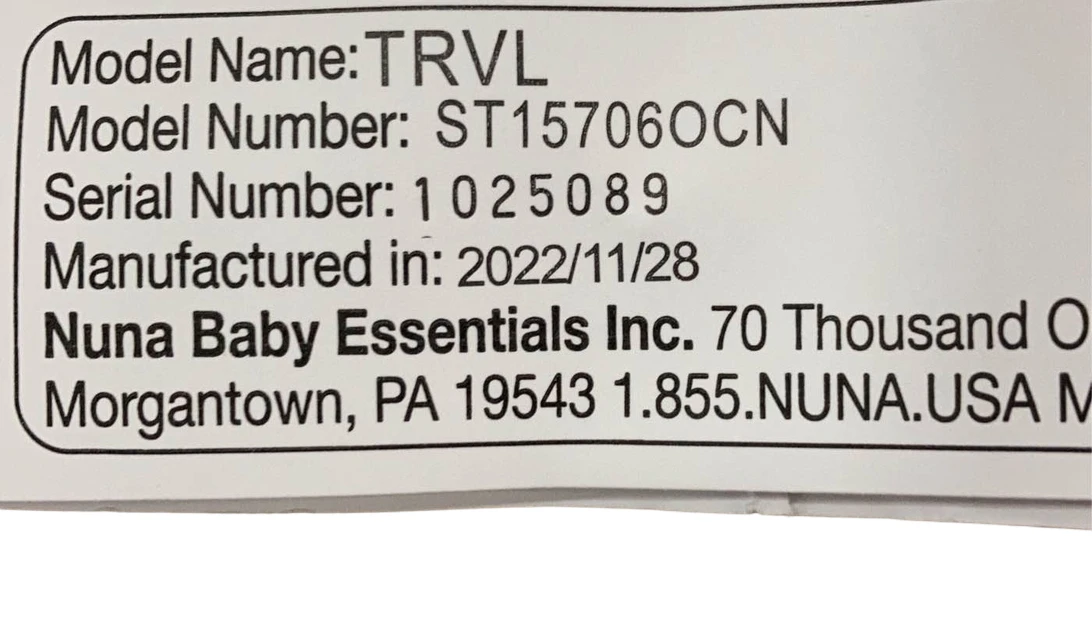 Model Name: TRVL
Model Number: ST15706OCN
Serial Number: 1025089
Manufactured in: 2022/11/28
Nuna Baby Essentials Inc. 70 Thousand O
Morgantown, PA 19543 1.855.NUNA.USA M